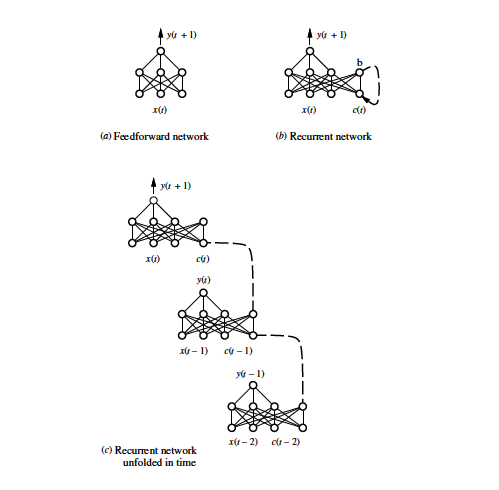 y(t + 1)
y(t + 1)
b
x(t)
x(t)
c(t)
(a) Feedforward network
(b) Recurrent network
y(t + 1)
x(t)
c(t)
y(t)
x(t – 1)
c(t – 1)
y(t – 1)
x(t – 2)
c(t – 2)
(c) Recurrent network
unfolded in time